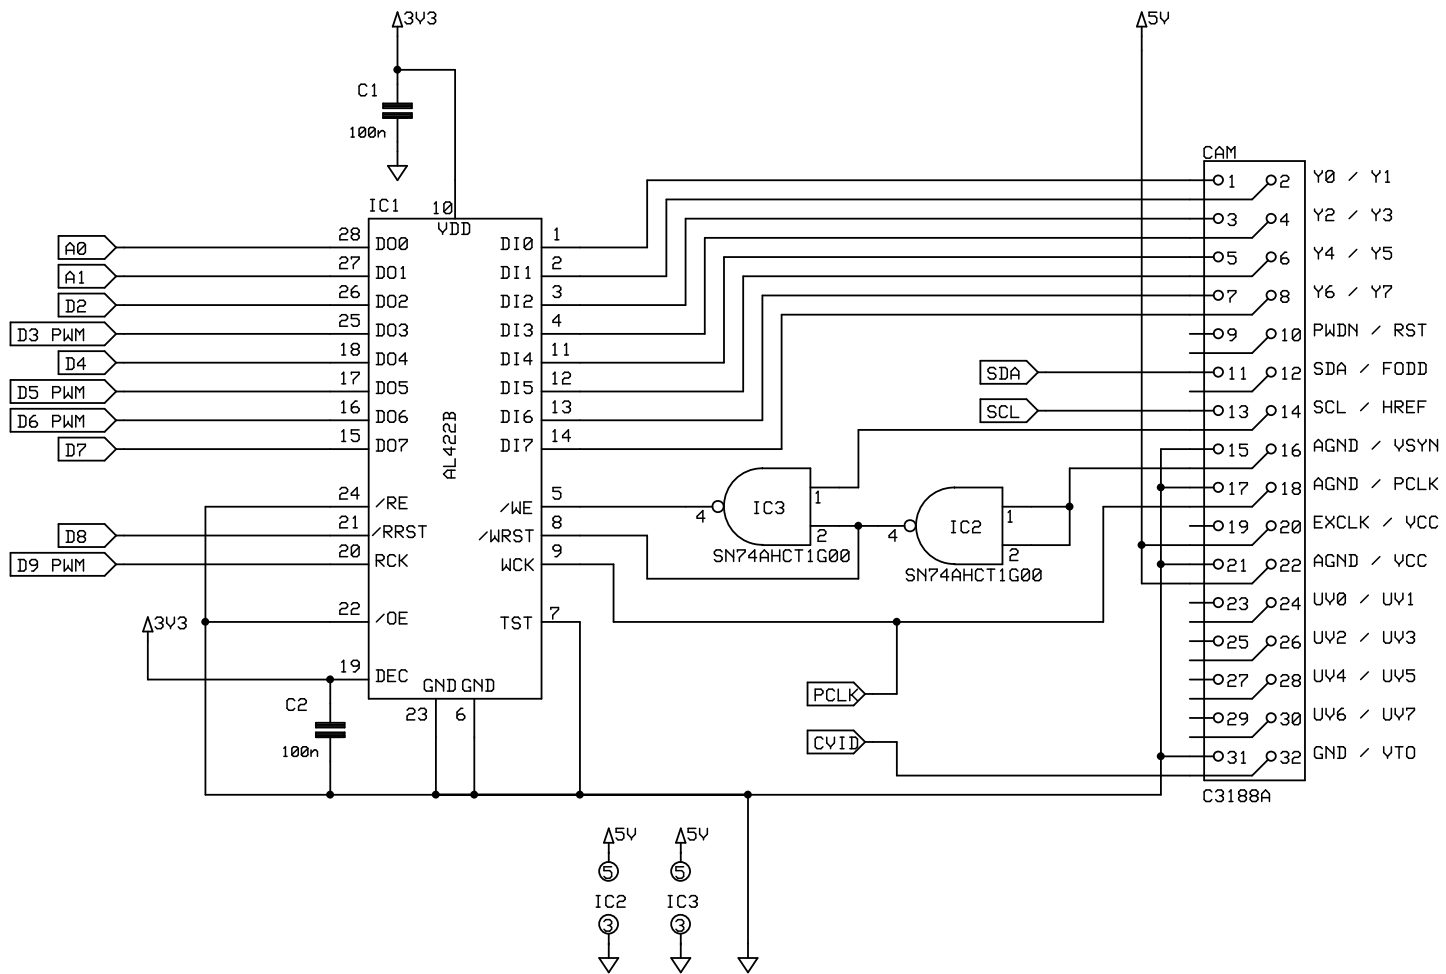 3V3
5V
C1
100n
CAM
IC1
10
VDD
A0
28
DO0
DI0
1
A1
27
DO1
DI1
2
D2
26
DO2
DI2
3
D3 PWM
25
DO3
DI3
4
D4
18
DO4
DI4
11
D5 PWM
17
DO5
DI5
12
D6 PWM
16
DO6
DI6
13
D7
15
DO7
DI7
14
AL422B
24
/RE
/WE
5
D8
21
/RRST
/WRST
8
D9 PWM
20
RCK
WCK
9
22
/OE
TST
7
3V3
19
DEC
GND GND
23
6
C2
100n
4
IC3
1
2
SN74AHCT1G00
4
IC2
1
2
SN74AHCT1G00
SDA
SCL
PCLK
CVID
1 2 Y0 / Y1
3 4 Y2 / Y3
5 6 Y4 / Y5
7 8 Y6 / Y7
9 10 PWDN / RST
11 12 SDA / FODD
13 14 SCL / HREF
15 16 AGND / VSYN
17 18 AGND / PCLK
19 20 EXCLK / VCC
21 22 AGND / VCC
23 24 UV0 / UV1
25 26 UV2 / UV3
27 28 UV4 / UV5
29 30 UV6 / UV7
31 32 GND / VTO
C3188A
5V
5V
5
5
IC2
IC3
3
3